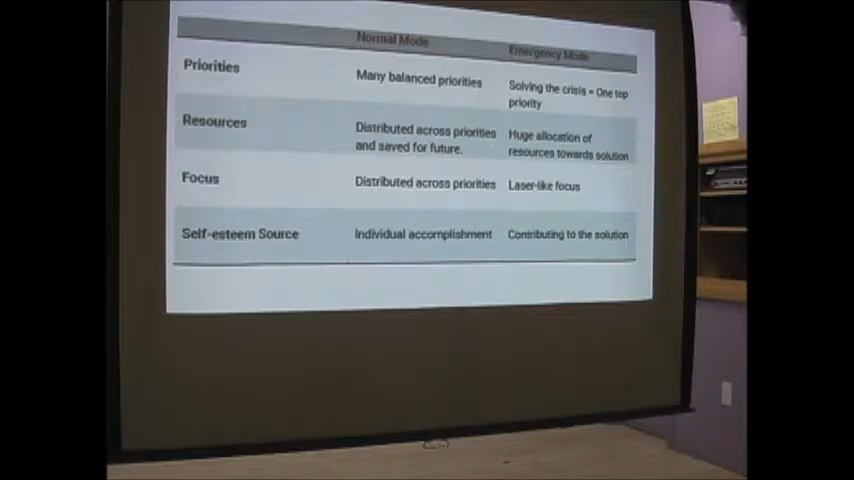 Normal Mode Emergency Mode
Priorities Many balanced priorities Solving the crisis = One top
priority
Resources Distributed across priorities Huge allocation of
and saved for future. resources towards solution
Focus Distributed across priorities Laser-like focus
Self-esteem Source Individual accomplishment Contributing to the solution